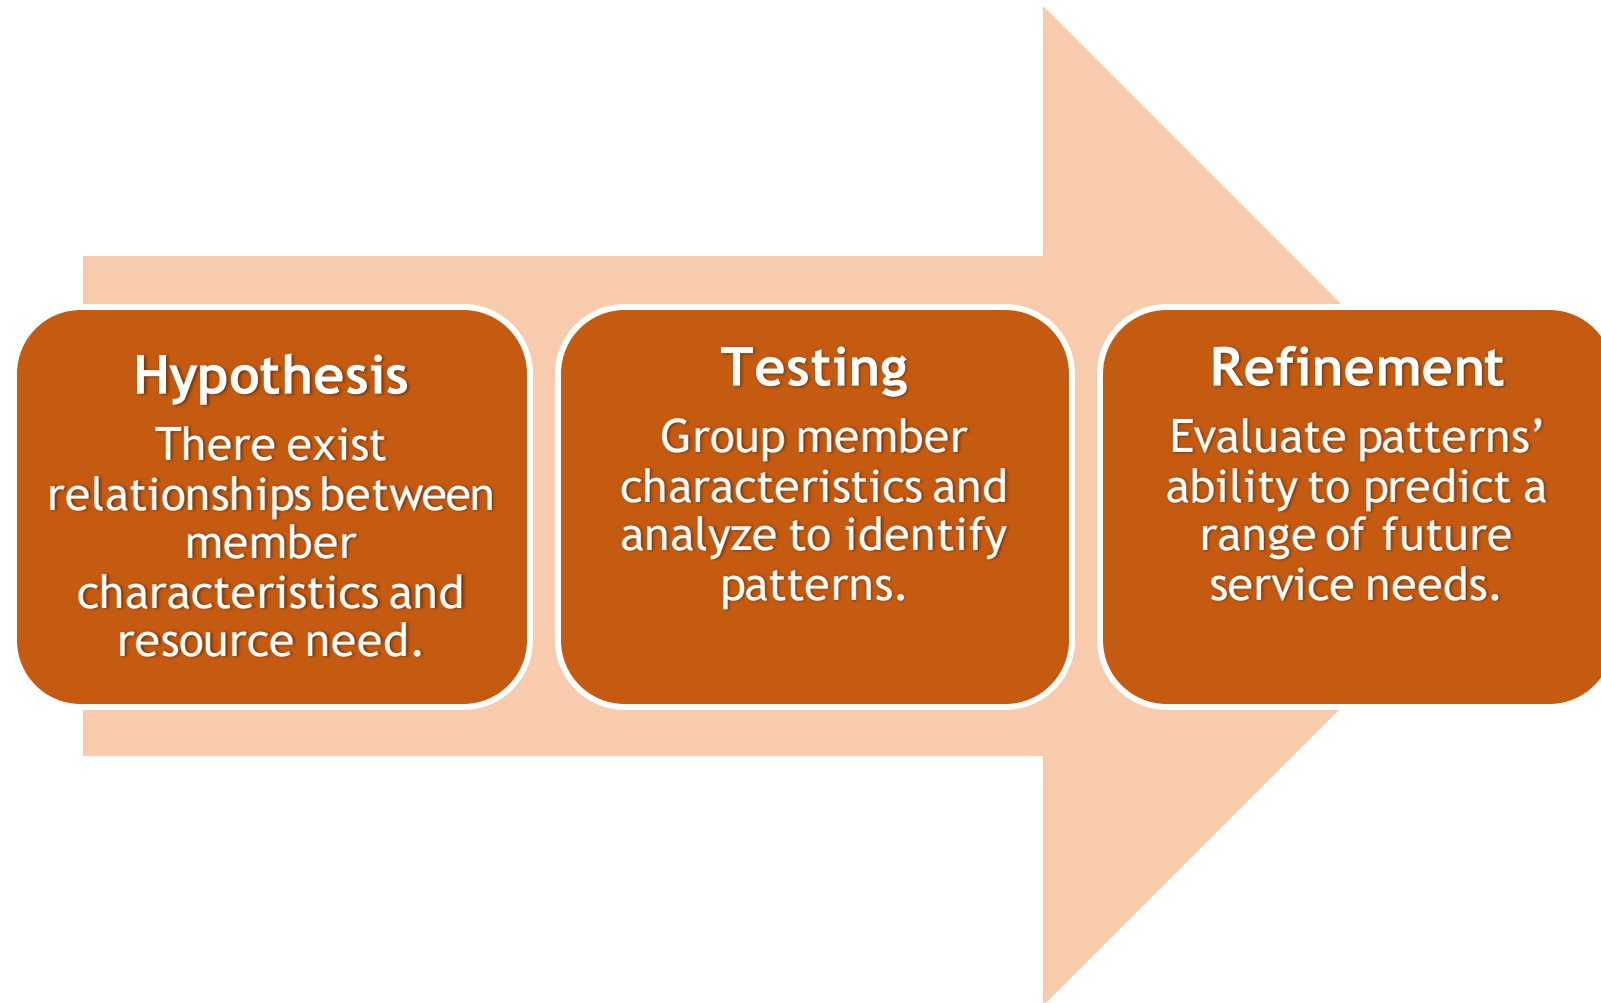 Hypothesis
There exist
relationships between
member
characteristics and
resource need.
Testing
Group member
characteristics and
analyze to identify
patterns.
Refinement
Evaluate patterns’
ability to predict a
range of future
service needs.